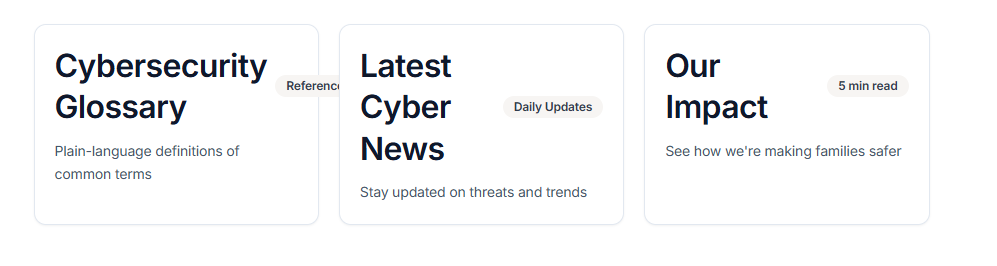 Cybersecurity
Glossary
Plain-language definitions of
common terms
Latest
Cyber
News
Daily Updates
Stay updated on threats and trends
Our
Impact
5 min read
See how we're making families safer